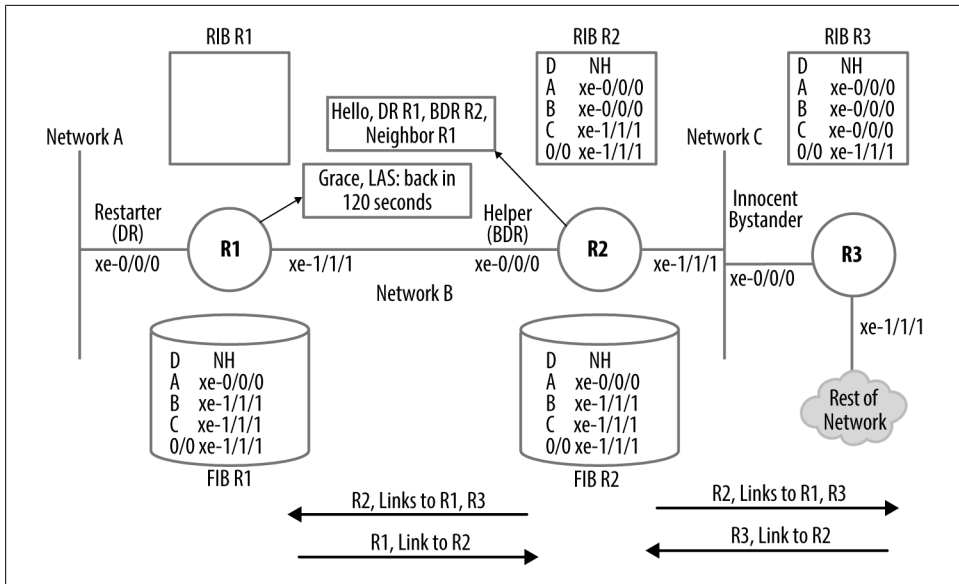 RIB R1
RIB R2
RIB R3
D NH
A xe-0/0/0
B xe-0/0/0
C xe-1/1/1
0/0 xe-1/1/1
D NH
A xe-0/0/0
B xe-0/0/0
C xe-0/0/0
0/0 xe-1/1/1
Hello, DR R1, BDR R2,
Neighbor R1
Network A
Network C
Grace, LAS: back in
120 seconds
Restarter
(DR)
Helper
(BDR)
Innocent
Bystander
R1
R2
R3
xe-0/0/0
xe-1/1/1
xe-0/0/0
xe-1/1/1
xe-0/0/0
Network B
xe-1/1/1
D NH
A xe-0/0/0
B xe-1/1/1
C xe-1/1/1
0/0 xe-1/1/1
FIB R1
D NH
A xe-0/0/0
B xe-1/1/1
C xe-1/1/1
0/0 xe-1/1/1
FIB R2
Rest of
Network
R2, Links to R1, R3
R1, Link to R2
R2, Links to R1, R3
R3, Link to R2